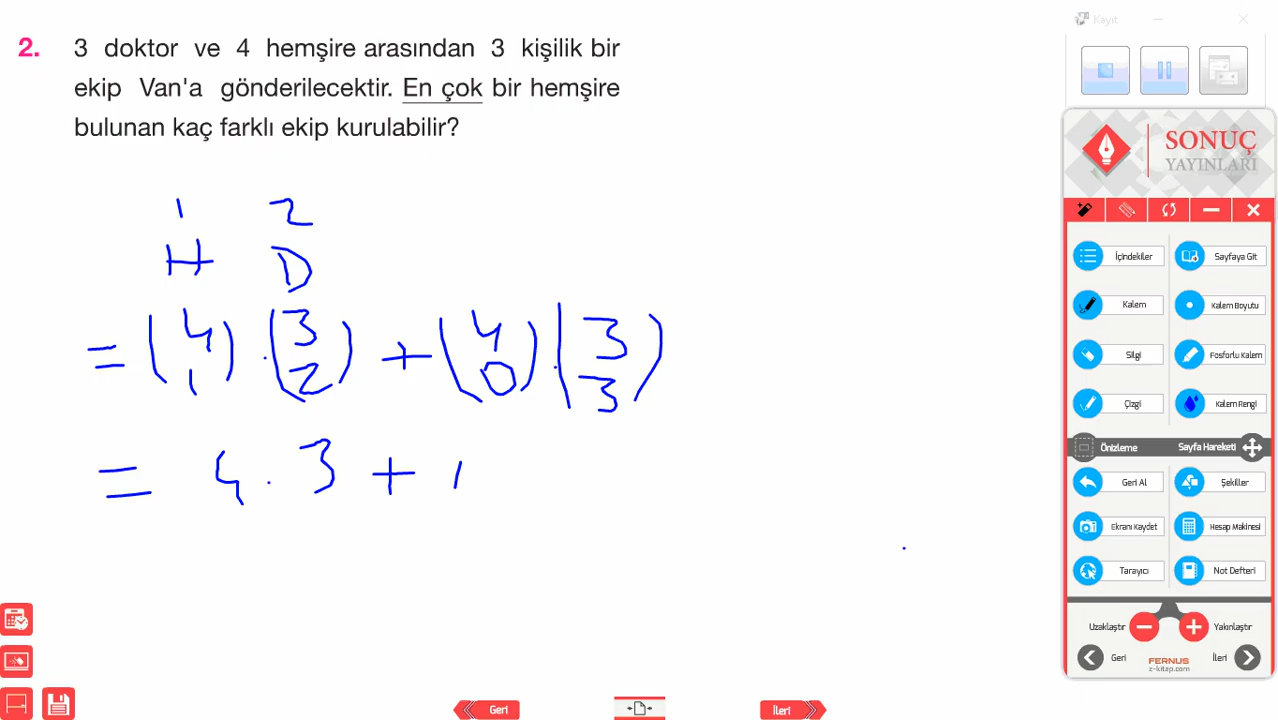 2. 3 doktor ve 4 hemşire arasından 3 kişilik bir
ekip Van'a gönderilecektir. En çok bir hemşire
bulunan kaç farklı ekip kurulabilir?
1 2
H D
= (4 1) . (3 2) + (4 0) . (3 3)
= 4 . 3 + 1
Kayıt
SONUÇ
YAYINLARI
İçindekiler Sayfaya Git
Kalem Kalem Boyutu
Silgi Fosforlu Kalem
Çizgi Kalem Rengi
Önizleme Sayfa Hareketi
Geri Al Şekiller
Ekranı Kaydet Hesap Makinesi
Tarayıcı Not Defteri
Uzaklaştır Yakınlaştır
Geri FERNUS İleri
z-kitap.com
Geri İleri